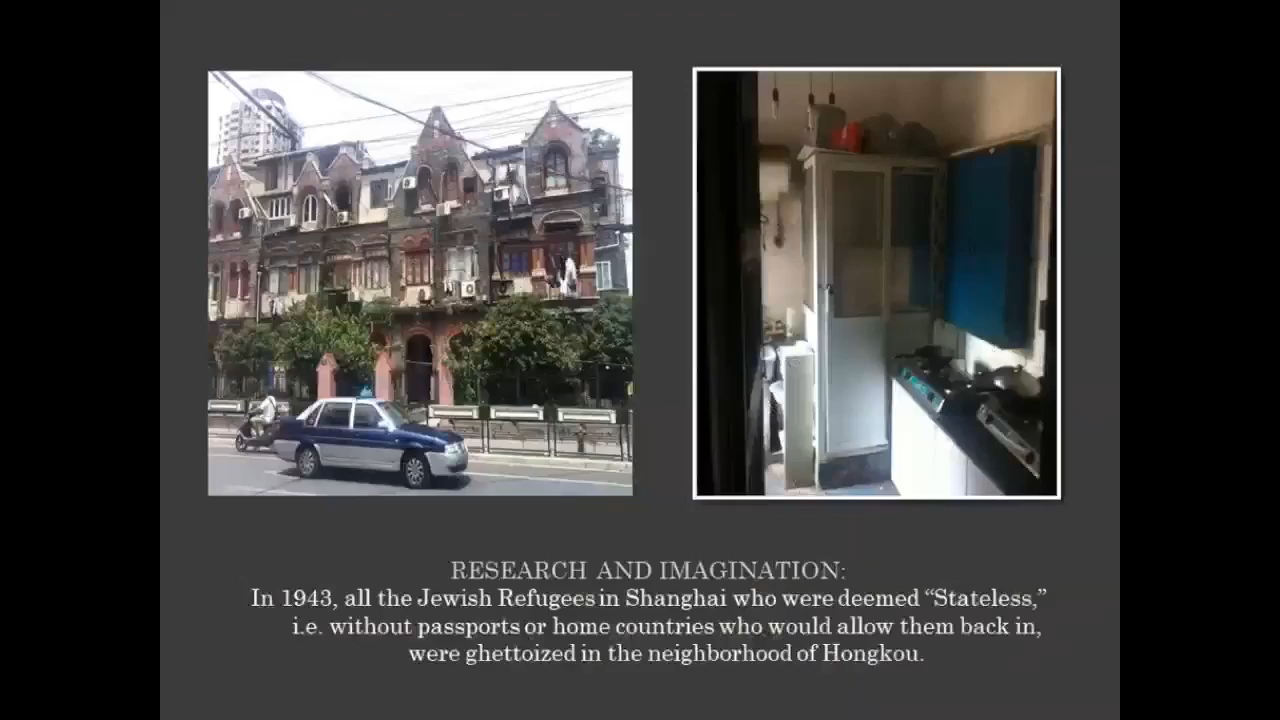 RESEARCH AND IMAGINATION:
In 1943, all the Jewish Refugees in Shanghai who were deemed “Stateless,”
i.e. without passports or home countries who would allow them back in,
were ghettoized in the neighborhood of Hongkou.